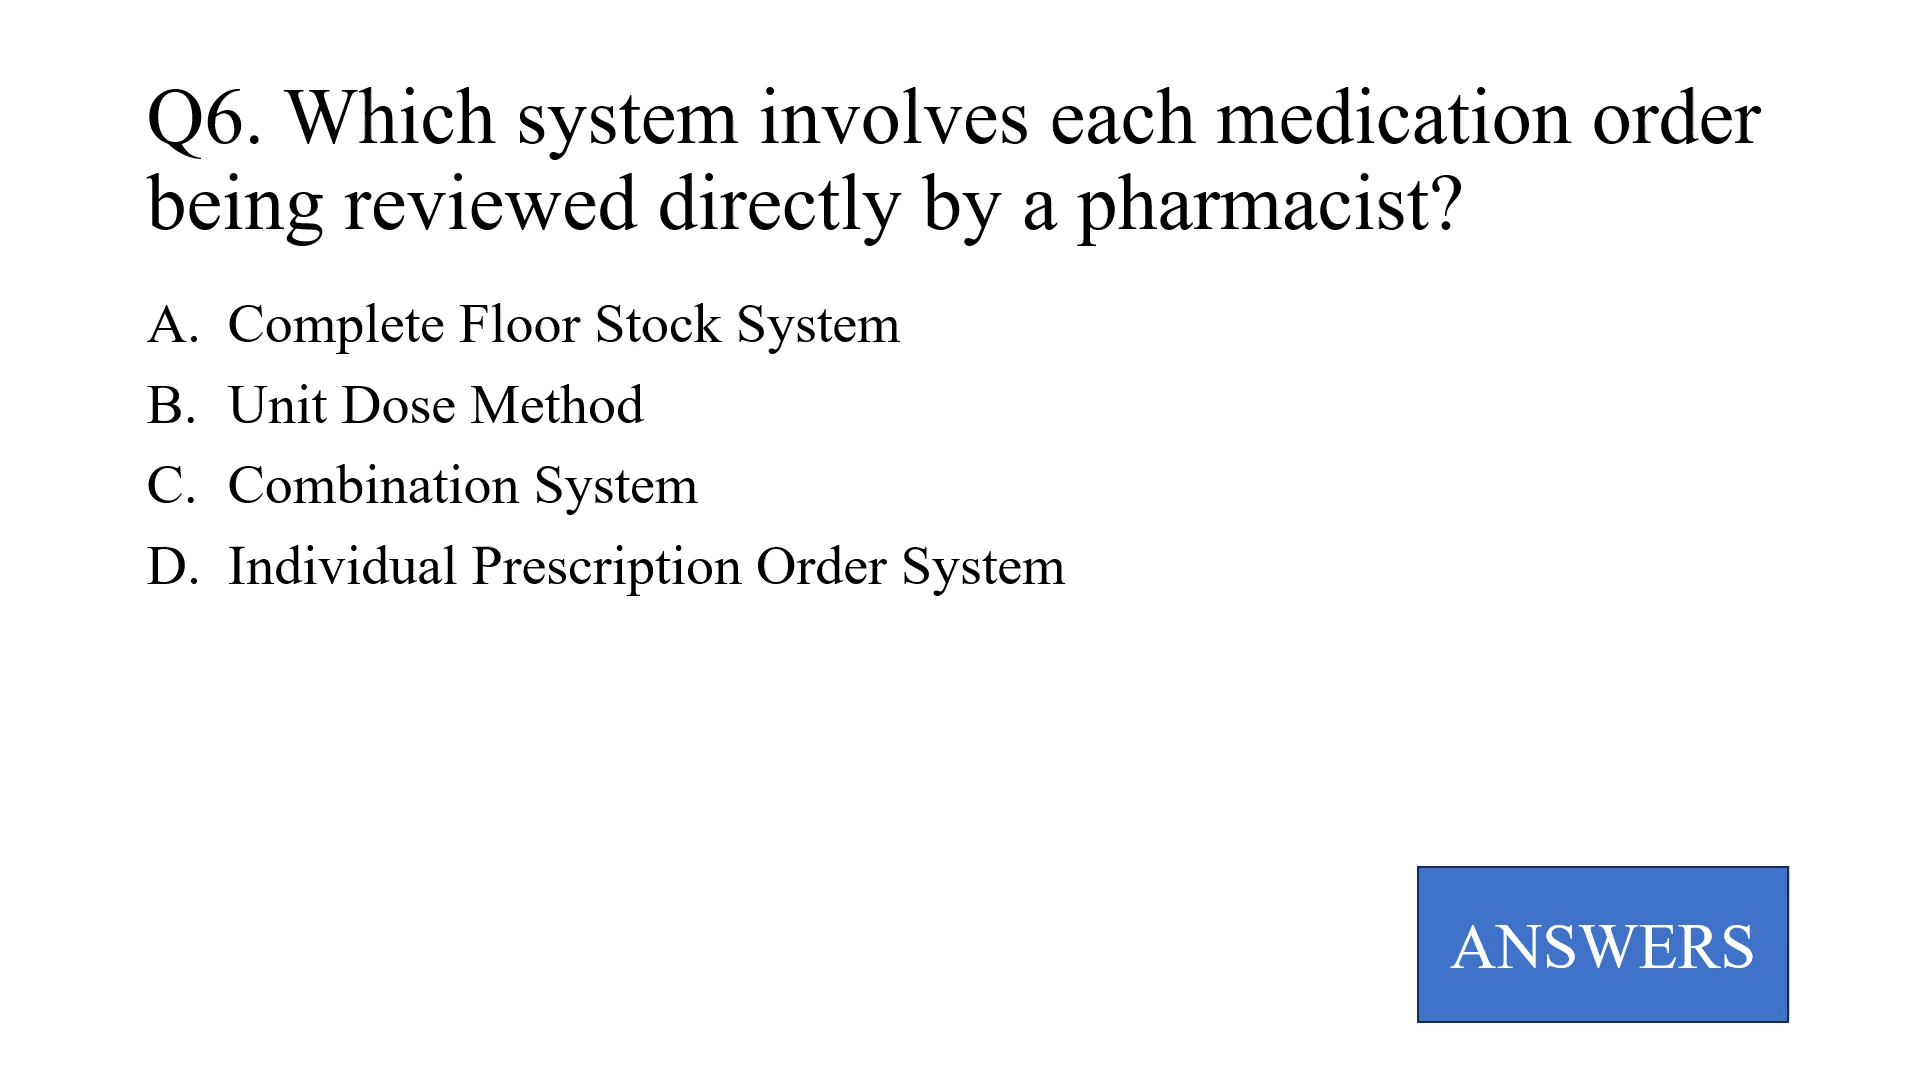 Q6. Which system involves each medication order
being reviewed directly by a pharmacist?
A. Complete Floor Stock System
B. Unit Dose Method
C. Combination System
D. Individual Prescription Order System
ANSWERS